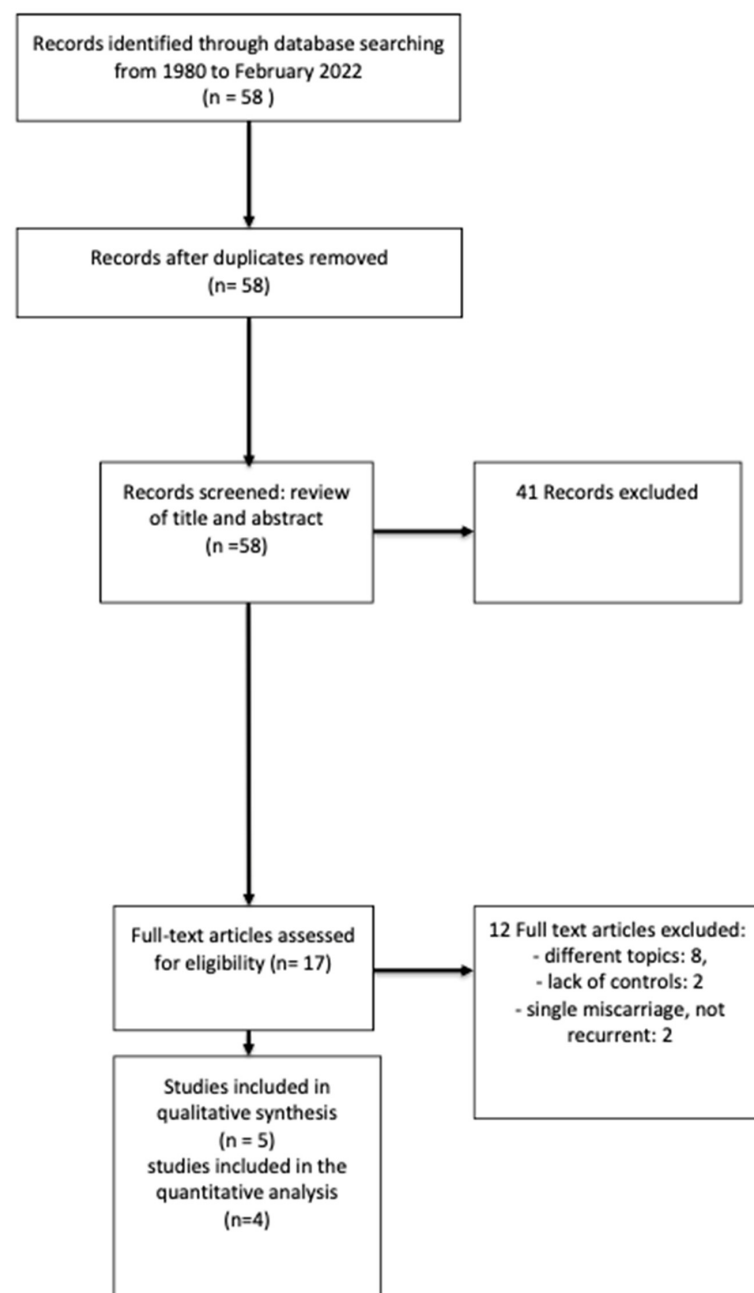 Records identified through database searching
from 1980 to February 2022
(n = 58 )
Records after duplicates removed
(n= 58)
Records screened: review
of title and abstract
(n =58)
41 Records excluded
Full-text articles assessed
for eligibility (n= 17)
12 Full text articles excluded:
- different topics: 8,
- lack of controls: 2
- single miscarriage, not
recurrent: 2
Studies included in
qualitative synthesis
(n = 5)
studies included in the
quantitative analysis
(n=4)